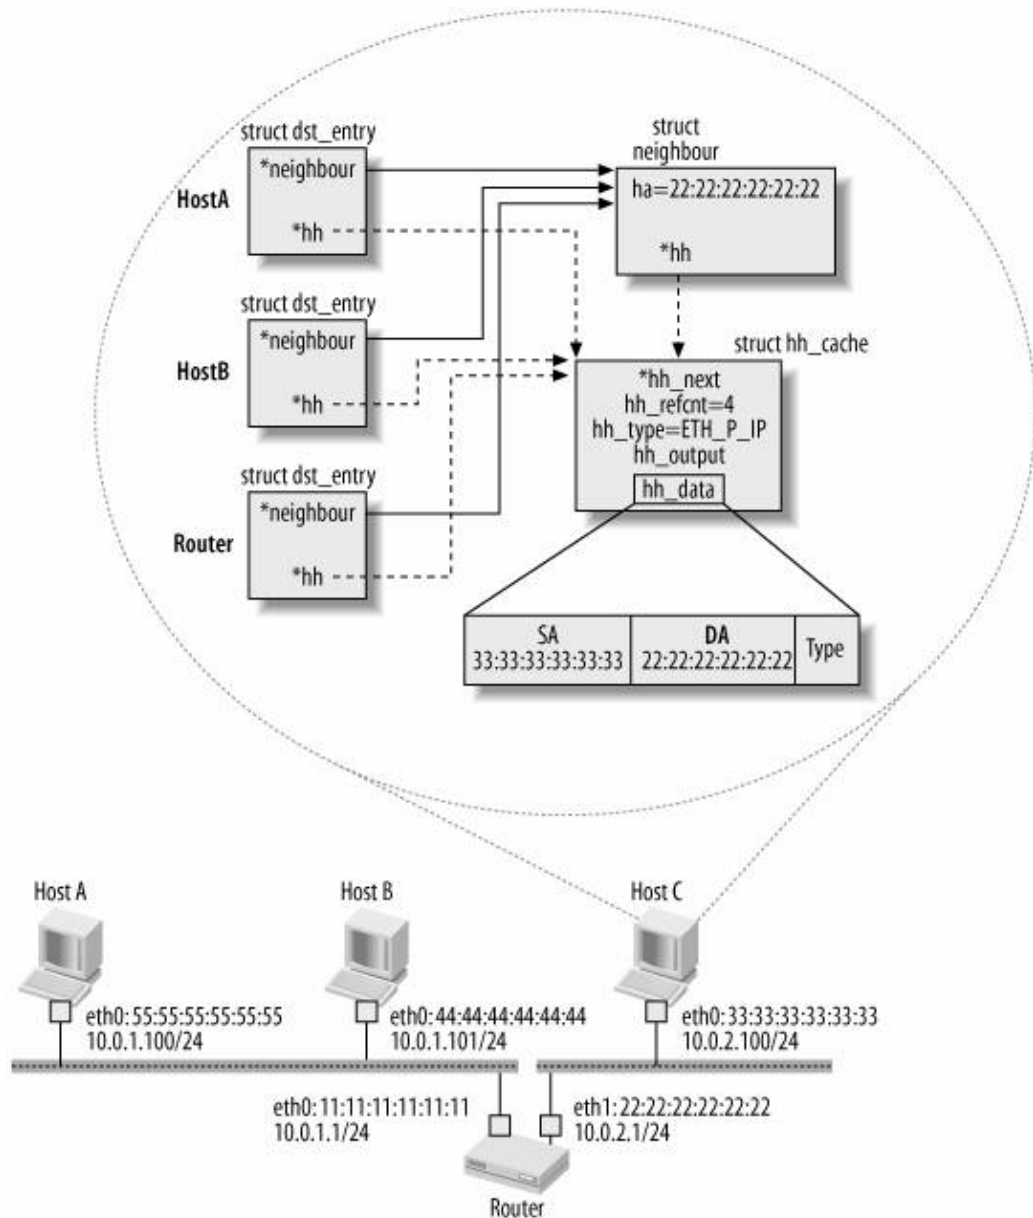 struct dst_entry
*neighbour
HostA
*hh
struct
neighbour
ha=22:22:22:22:22:22
*hh
struct dst_entry
*neighbour
HostB
*hh
struct hh_cache
*hh_next
hh_refcnt=4
hh_type=ETH_P_IP
hh_output
hh_data
struct dst_entry
*neighbour
Router
*hh
SA
33:33:33:33:33:33
DA
22:22:22:22:22:22
Type
Host A
Host B
Host C
eth0: 55:55:55:55:55:55
10.0.1.100/24
eth0: 44:44:44:44:44:44
10.0.1.101/24
eth0: 33:33:33:33:33:33
10.0.2.100/24
eth0: 11:11:11:11:11:11
10.0.1.1/24
eth1: 22:22:22:22:22:22
10.0.2.1/24
Router